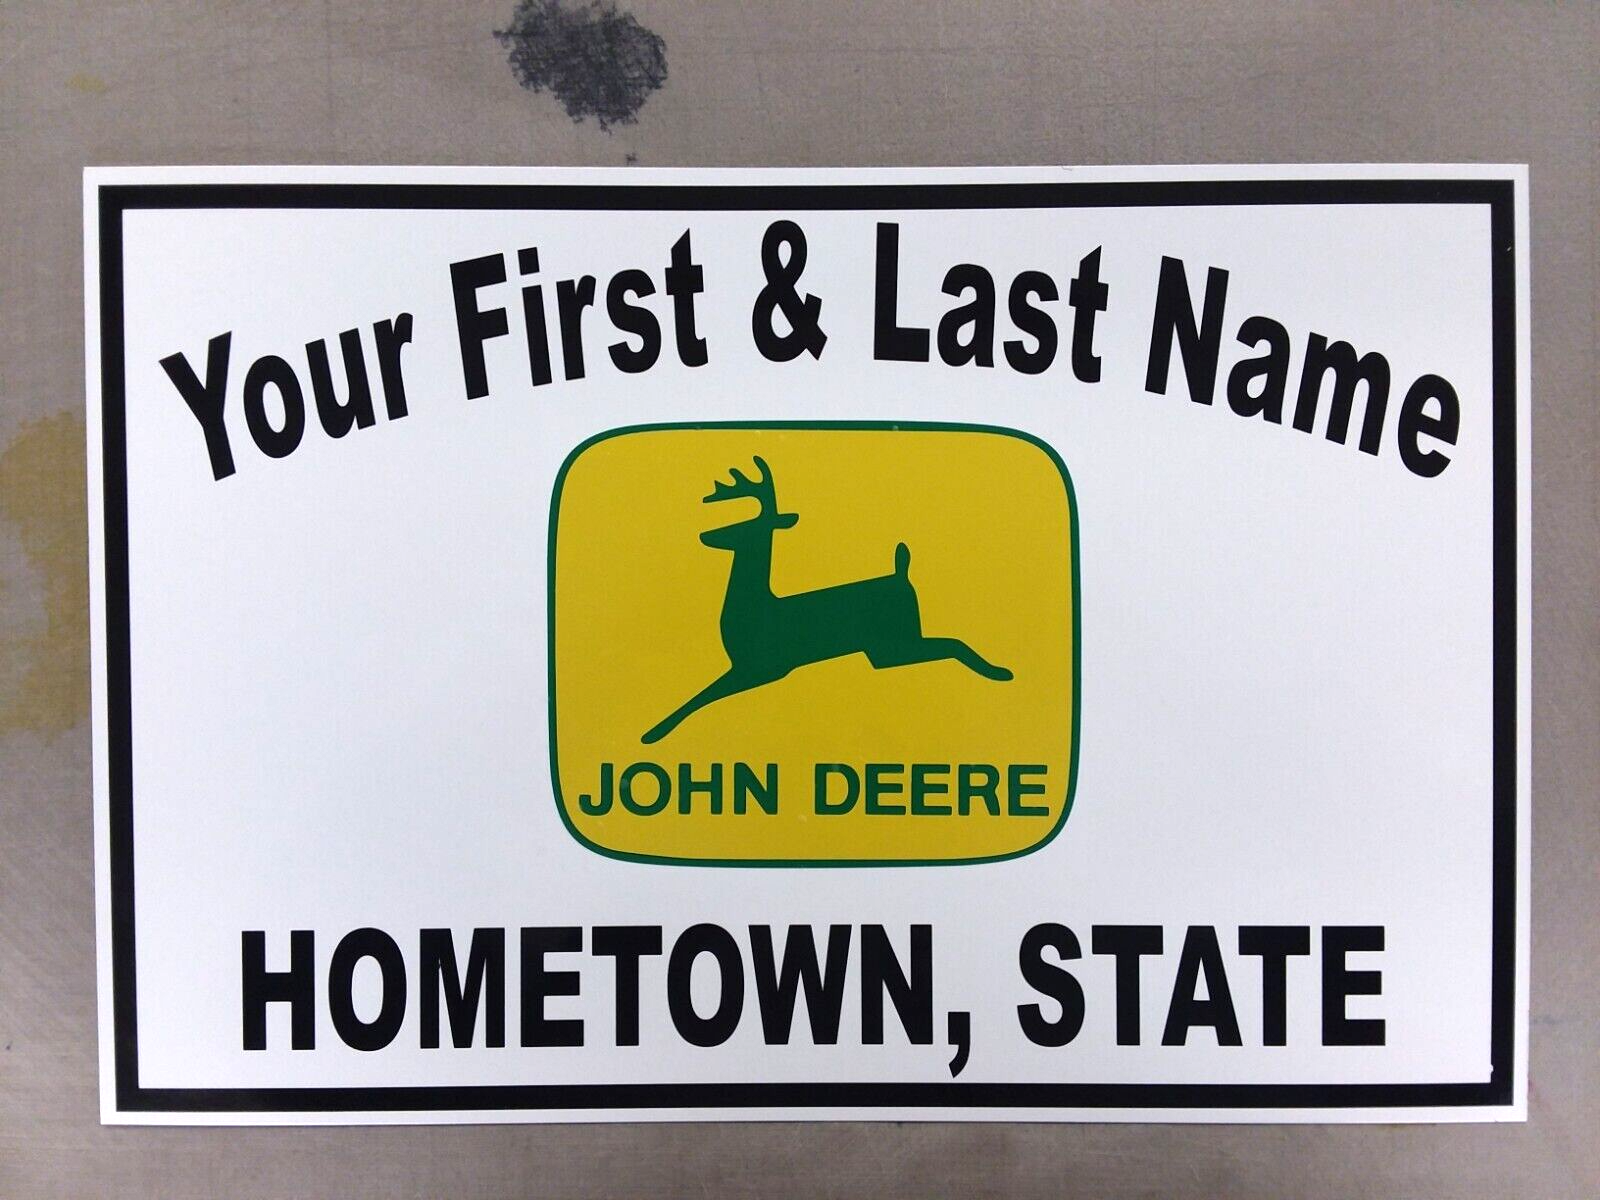 Your First & Last Name
JOHN DEERE
HOMETOWN, STATE